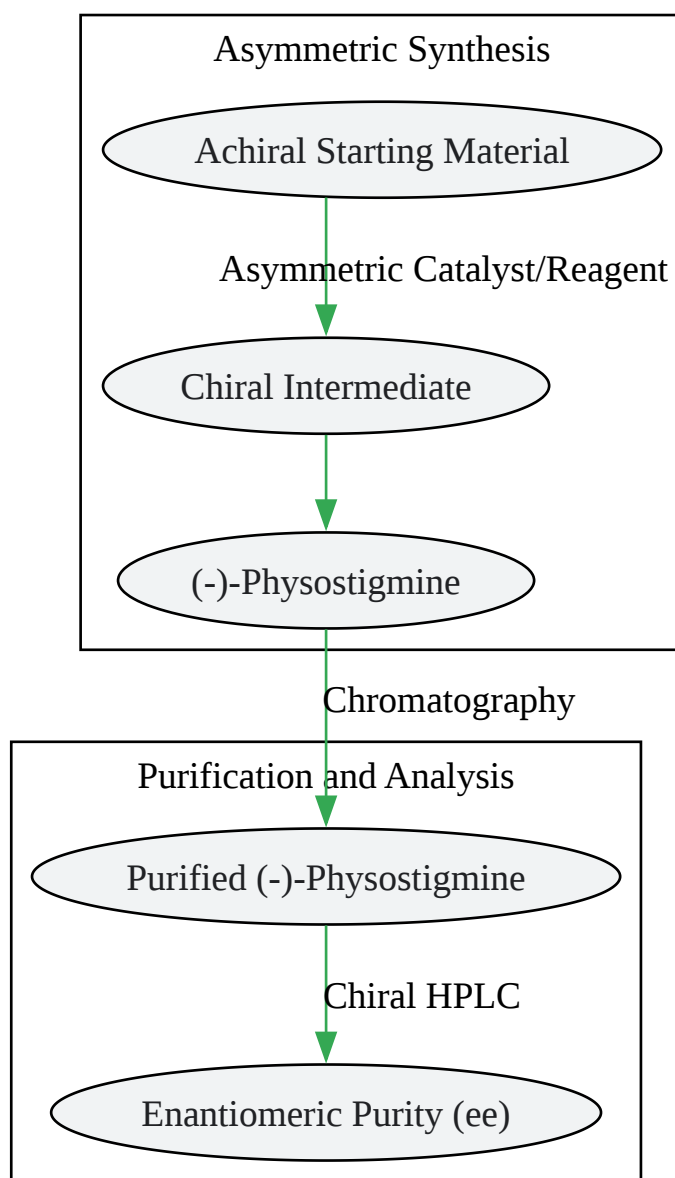 Asymmetric Synthesis
Achiral Starting Material
Asymmetric Catalyst/Reagent
Chiral Intermediate
(-)-Physostigmine
Chromatography
Purification and Analysis
Purified (-)-Physostigmine
Chiral HPLC
Enantiomeric Purity (ee)